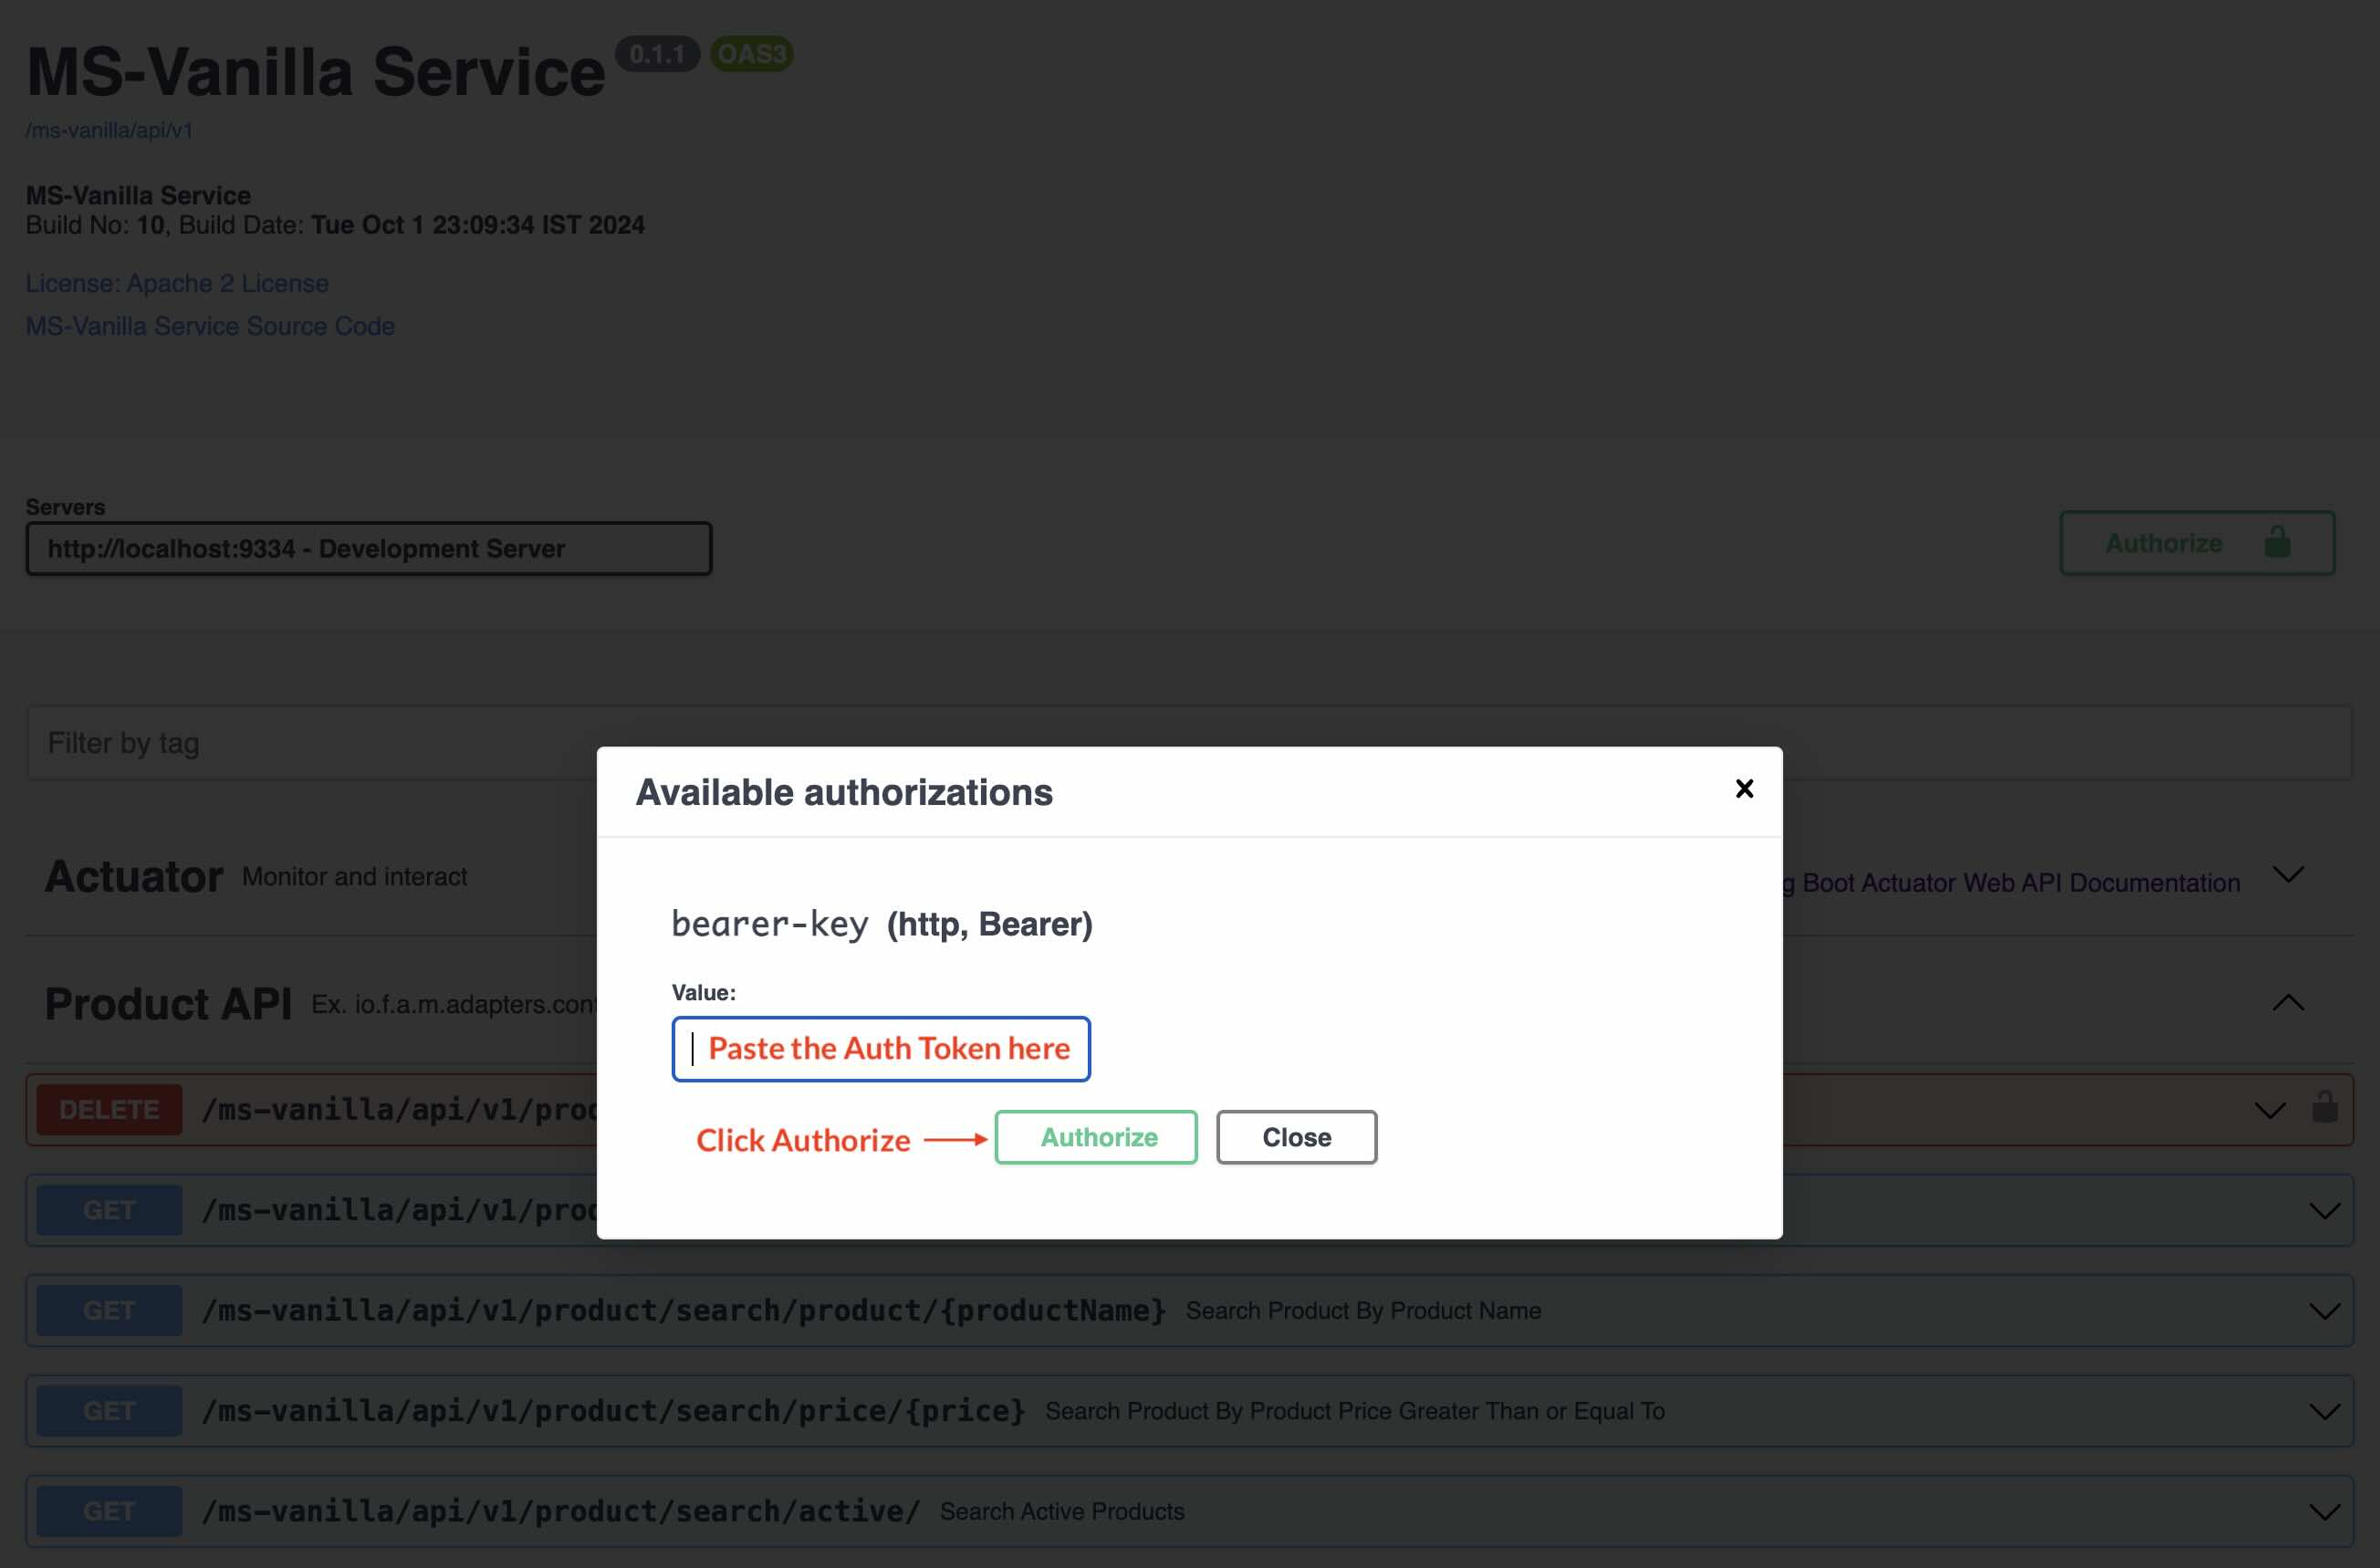 MS-Vanilla Service 0.1.1 OAS3
/ms-vanilla/api/v1
MS-Vanilla Service
Build No: 10, Build Date: Tue Oct 1 23:09:34 IST 2024
License: Apache 2 License
MS-Vanilla Service Source Code
Servers
http://localhost:9334 - Development Server
Authorize
Filter by tag
Available authorizations
Actuator Monitor and interact
g Boot Actuator Web API Documentation
bearer-key (http, Bearer)
Product API Ex. io.f.a.m.adapters.cont
Value:
Paste the Auth Token here
DELETE /ms-vanilla/api/v1/prod
Click Authorize Authorize Close
GET /ms-vanilla/api/v1/prod
GET /ms-vanilla/api/v1/product/search/product/{productName} Search Product By Product Name
GET /ms-vanilla/api/v1/product/search/price/{price} Search Product By Product Price Greater Than or Equal To
GET /ms-vanilla/api/v1/product/search/active/ Search Active Products